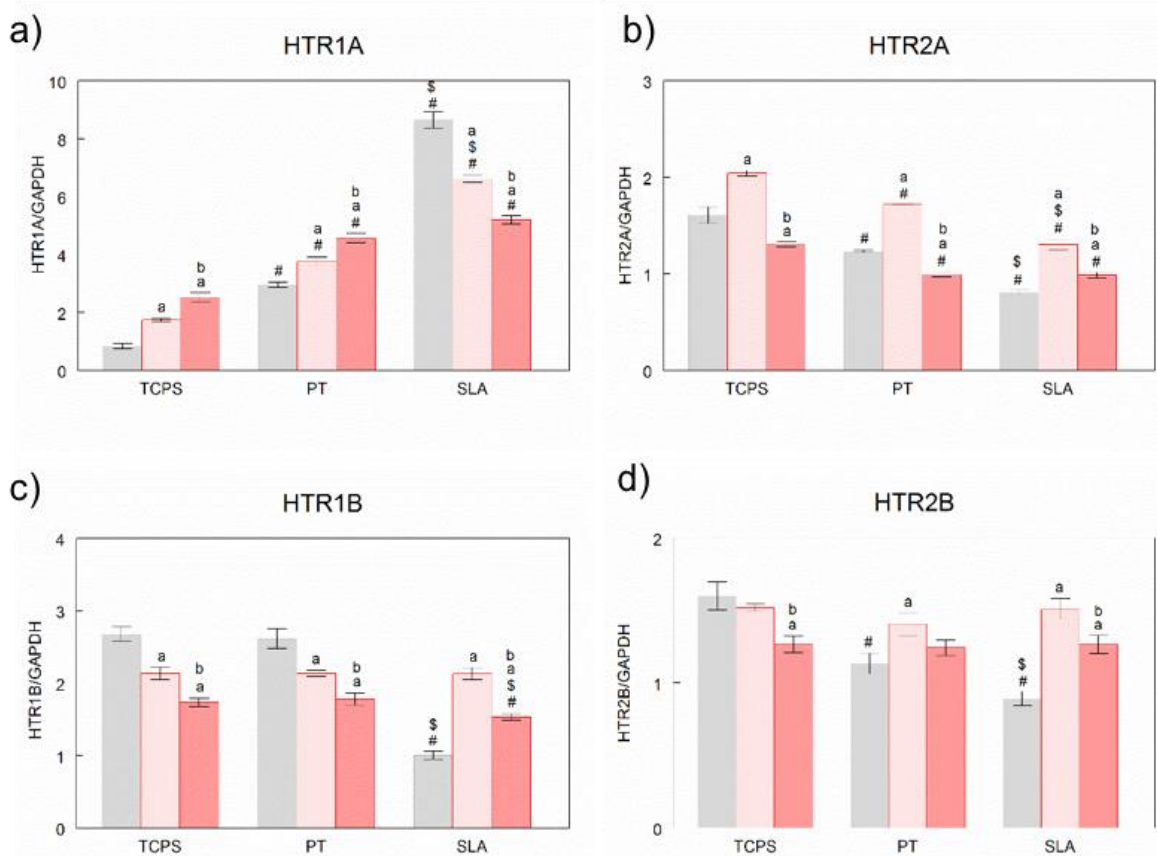 a)
HTR1A
HTR1A/GAPDH
10
8
6
4
2
0
a
b
a
#
a
#
b
a
#
$
#
a
$
#
b
a
#
TCPS PT SLA
b)
HTR2A
HTR2A/GAPDH
3
2
1
0
a
b
a
#
a
#
b
a
#
$
#
a
$
#
b
a
#
TCPS PT SLA
c)
HTR1B
HTR1B/GAPDH
4
3
2
1
0
a
b
a
a
b
a
$
#
a
b
a
$
#
TCPS PT SLA
d)
HTR2B
HTR2B/GAPDH
2
1
0
b
a
#
a
$
#
a
b
a
TCPS PT SLA